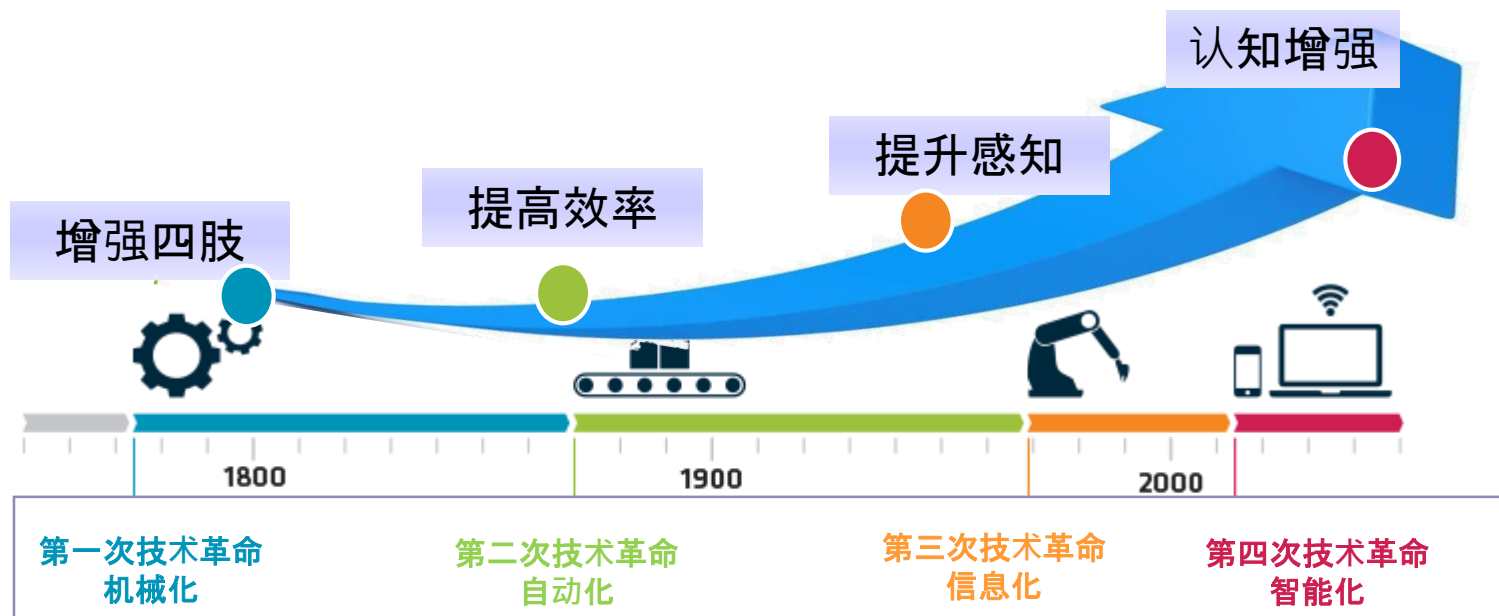 认知增强
提升感知
提高效率
增强四肢
1800
1900
2000
第一次技术革命
机械化
第二次技术革命
自动化
第三次技术革命
信息化
第四次技术革命
智能化